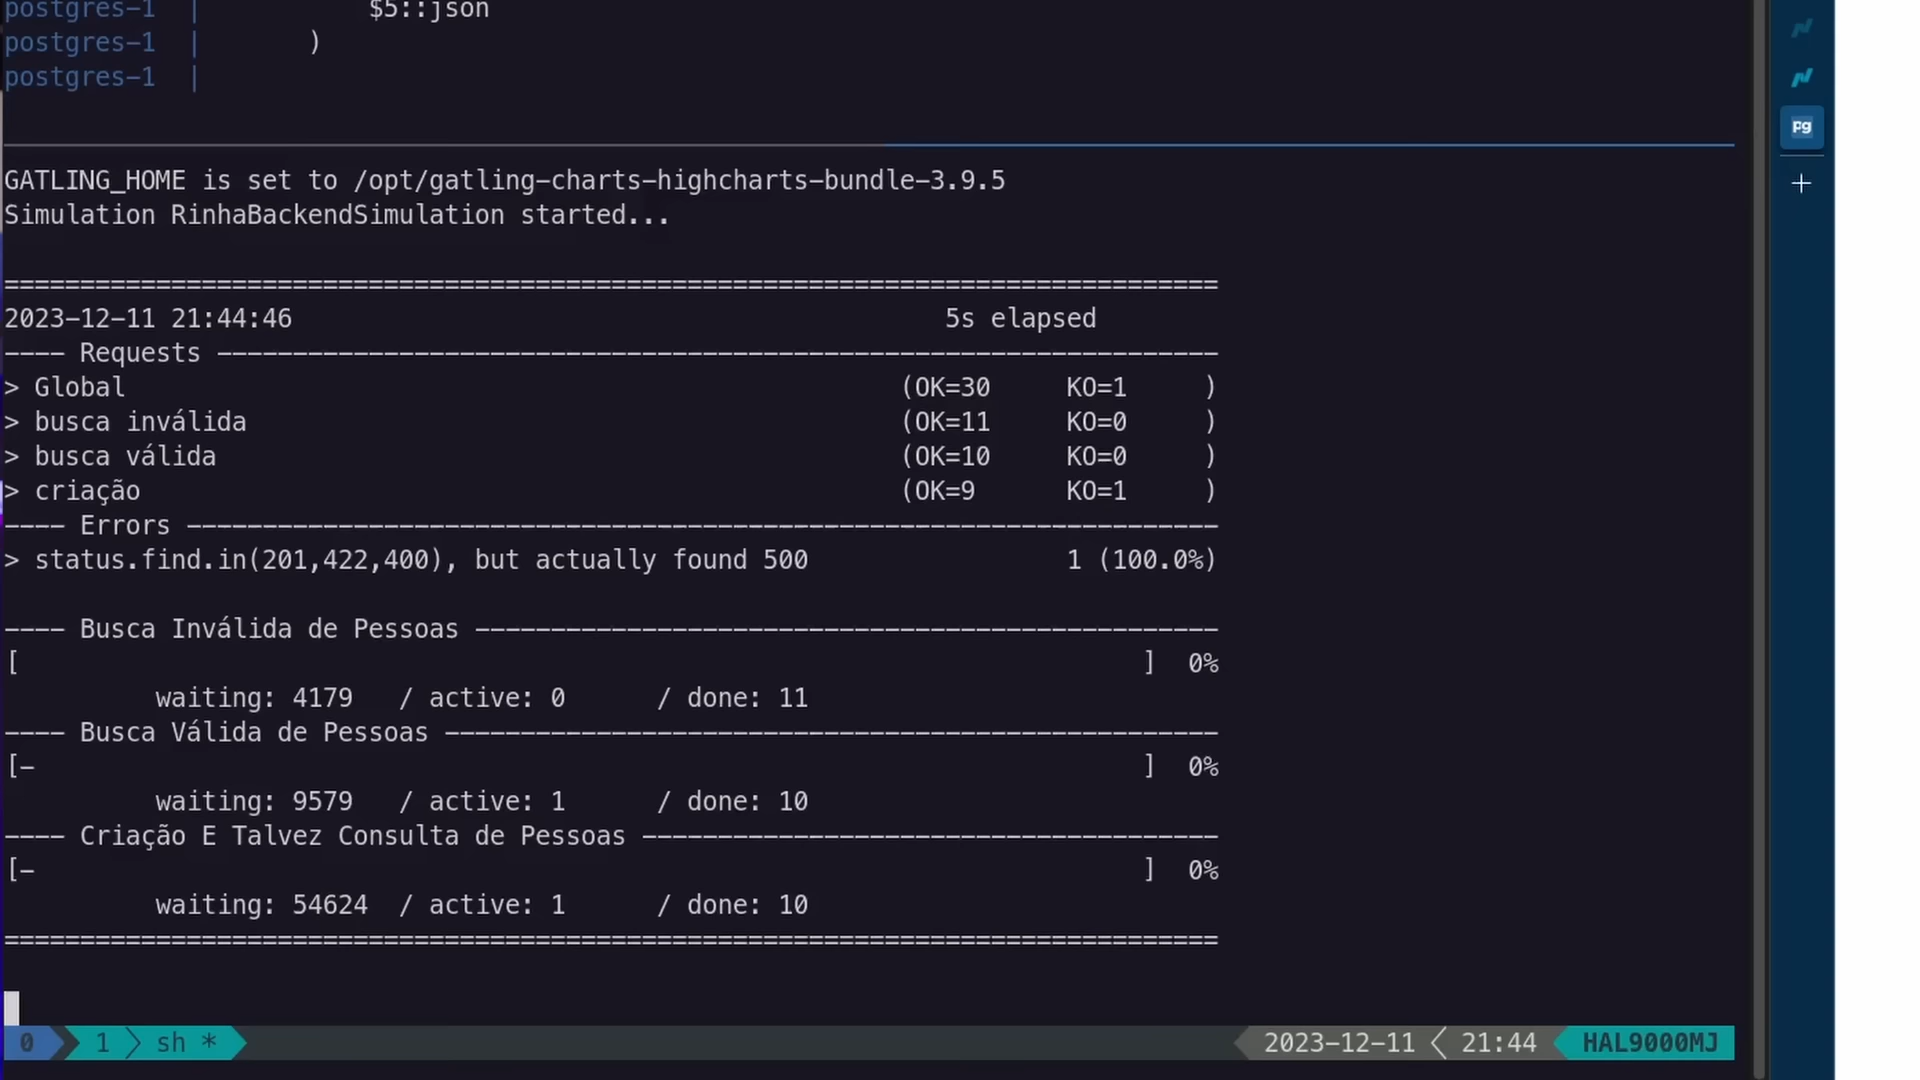 postgres-1 | $5::json
postgres-1 | )
postgres-1 |
GATLING_HOME is set to /opt/gatling-charts-highcharts-bundle-3.9.5
Simulation RinhaBackendSimulation started...
================================================================================
2023-12-11 21:44:46 5s elapsed
---- Requests ------------------------------------------------------------------
> Global (OK=30 KO=1 )
> busca inválida (OK=11 KO=0 )
> busca válida (OK=10 KO=0 )
> criação (OK=9 KO=1 )
---- Errors --------------------------------------------------------------------
> status.find.in(201,422,400), but actually found 500 1 (100.0%)
---- Busca Inválida de Pessoas -------------------------------------------------
[ ] 0%
waiting: 4179 / active: 0 / done: 11
---- Busca Válida de Pessoas ---------------------------------------------------
[- ] 0%
waiting: 9579 / active: 1 / done: 10
---- Criação E Talvez Consulta de Pessoas --------------------------------------
[- ] 0%
waiting: 54624 / active: 1 / done: 10
================================================================================
0 1 sh * 2023-12-11 21:44 HAL9000MJ
pg